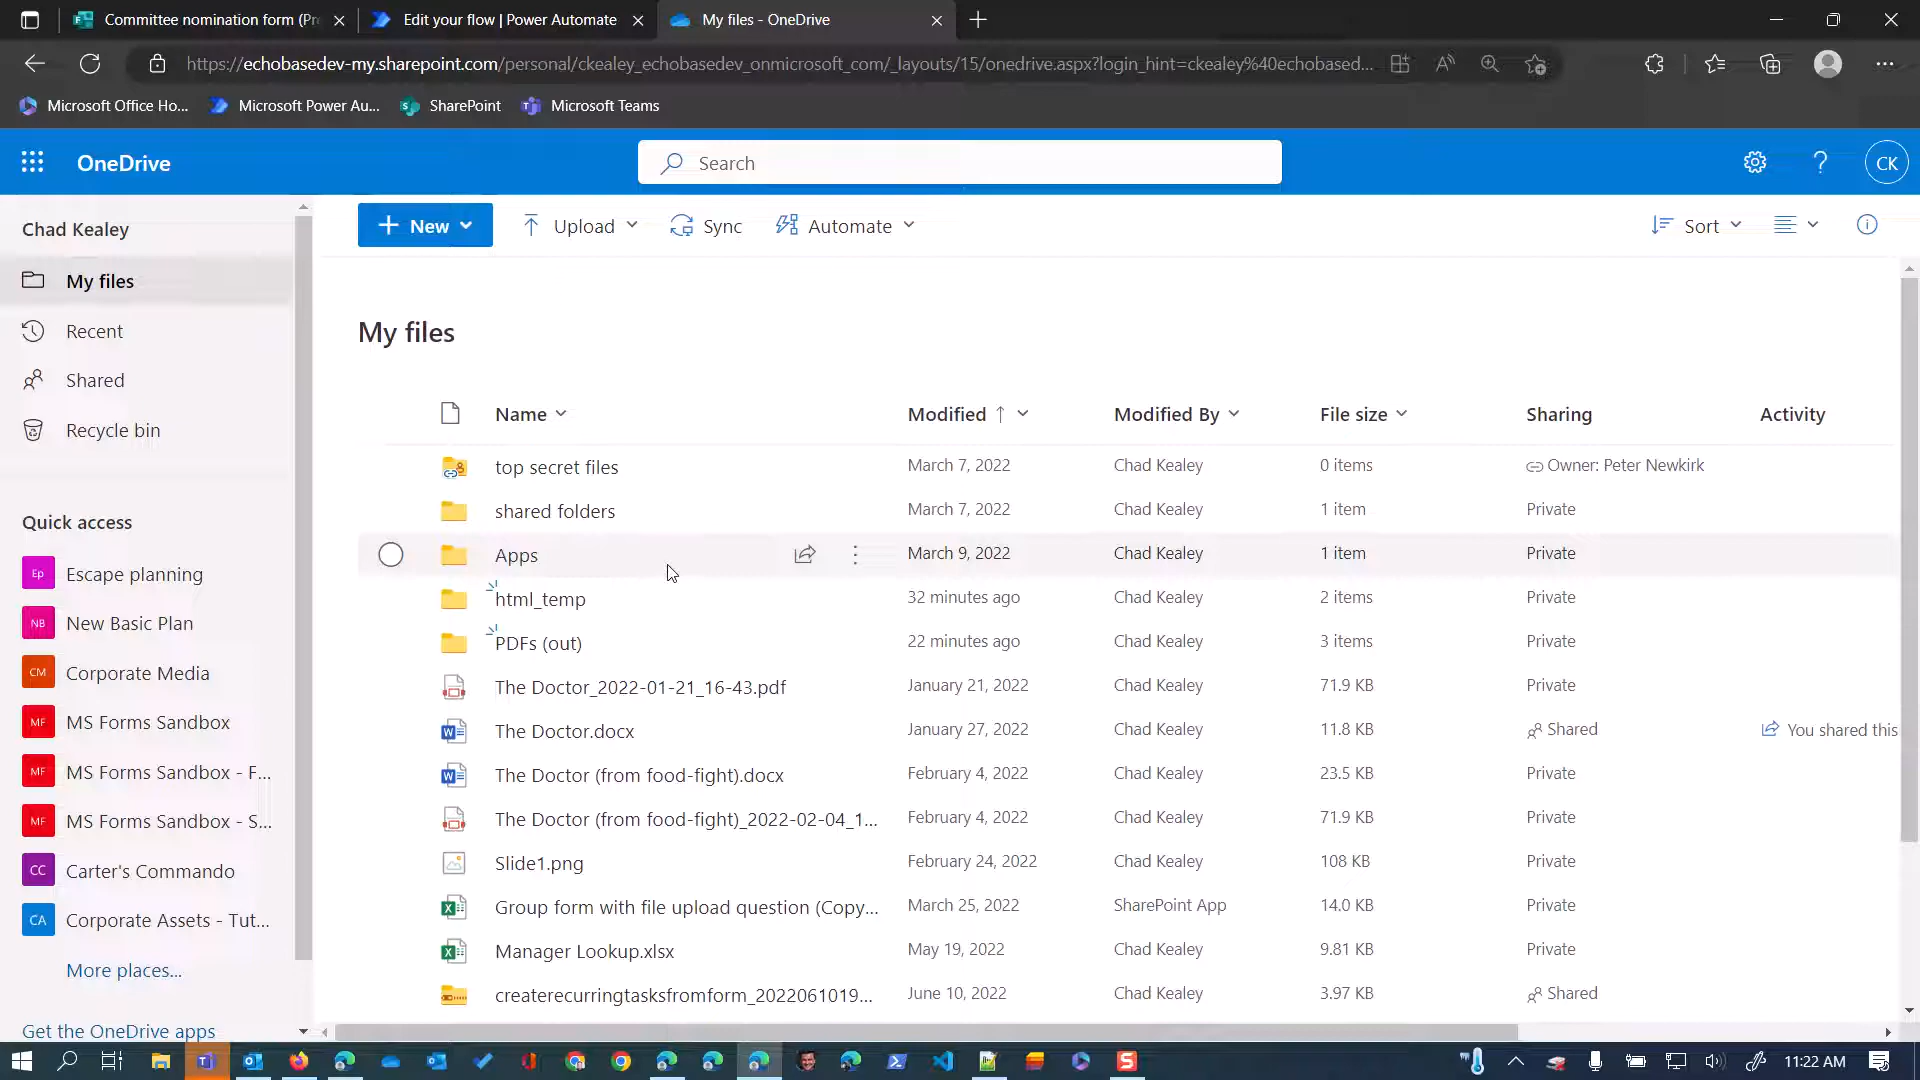 Committee nomination form (Pr
Edit your flow | Power Automate
My files - OneDrive
https://echobasedev-my.sharepoint.com/personal/ckealey_echobasedev_onmicrosoft_com/_layouts/15/onedrive.aspx?login_hint=ckealey%40echobased...
Microsoft Office Ho...
Microsoft Power Au...
SharePoint
Microsoft Teams
OneDrive
Search
CK
Chad Kealey
My files
Recent
Shared
Recycle bin
Quick access
Ep Escape planning
NB New Basic Plan
CM Corporate Media
MF MS Forms Sandbox
MF MS Forms Sandbox - F...
MF MS Forms Sandbox - S...
CC Carter's Commando
CA Corporate Assets - Tut...
More places...
Get the OneDrive apps
+ New
Upload
Sync
Automate
Sort
My files
Name Modified ↑ Modified By File size Sharing Activity
top secret files March 7, 2022 Chad Kealey 0 items Owner: Peter Newkirk
shared folders March 7, 2022 Chad Kealey 1 item Private
Apps March 9, 2022 Chad Kealey 1 item Private
html_temp 32 minutes ago Chad Kealey 2 items Private
PDFs (out) 22 minutes ago Chad Kealey 3 items Private
The Doctor_2022-01-21_16-43.pdf January 21, 2022 Chad Kealey 71.9 KB Private
The Doctor.docx January 27, 2022 Chad Kealey 11.8 KB Shared You shared this
The Doctor (from food-fight).docx February 4, 2022 Chad Kealey 23.5 KB Private
The Doctor (from food-fight)_2022-02-04_1... February 4, 2022 Chad Kealey 71.9 KB Private
Slide1.png February 24, 2022 Chad Kealey 108 KB Private
Group form with file upload question (Copy... March 25, 2022 SharePoint App 14.0 KB Private
Manager Lookup.xlsx May 19, 2022 Chad Kealey 9.81 KB Private
createrecurringtasksfromform_2022061019... June 10, 2022 Chad Kealey 3.97 KB Shared
11:22 AM